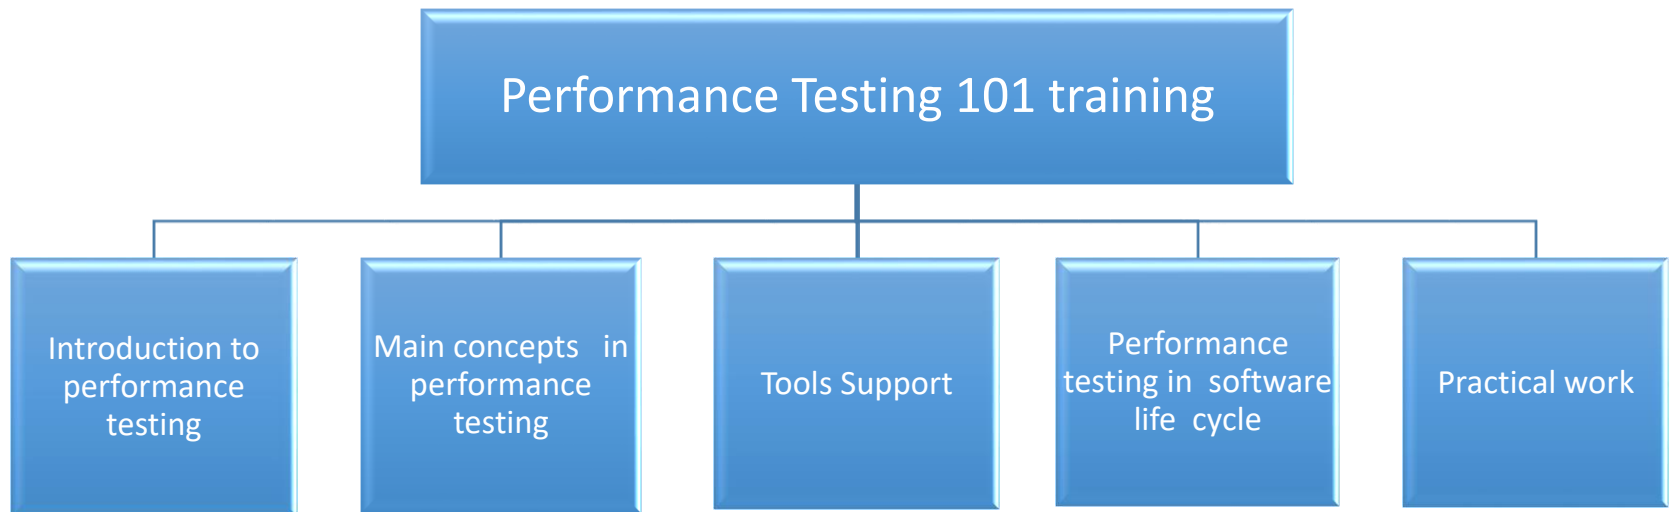 Performance Testing 101 training
Introduction to
performance
testing
Main concepts in
performance
testing
Tools Support
Performance
testing in software
life cycle
Practical work